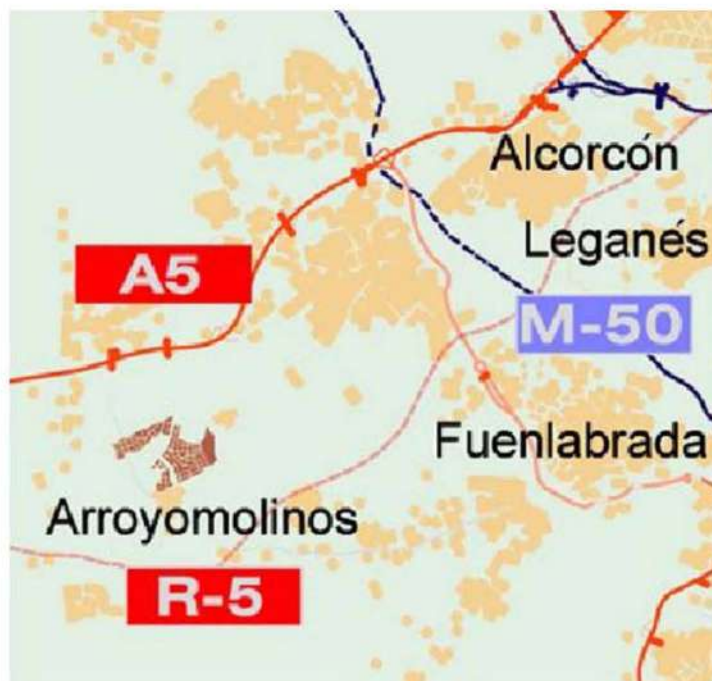 Alcorcón
Leganés
A5
M-50
Fuenlabrada
Arroyomolinos
R-5